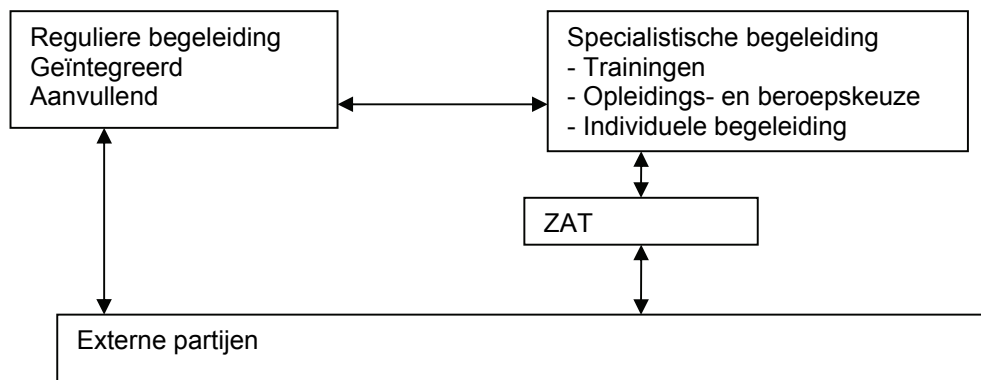 Reguliere begeleiding
Geïntegreerd
Aanvullend
Specialistische begeleiding
- Trainingen
- Opleidings- en beroepskeuze
- Individuele begeleiding
ZAT
Externe partijen